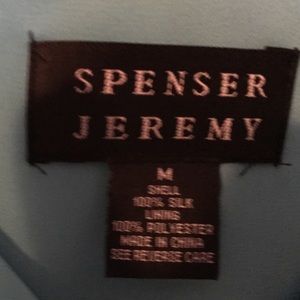 SPENSER
JEREMY
M
SHELL
100% SILK
LINING
100% POLYESTER
MADE IN CHINA
SEE REVERSE CARE